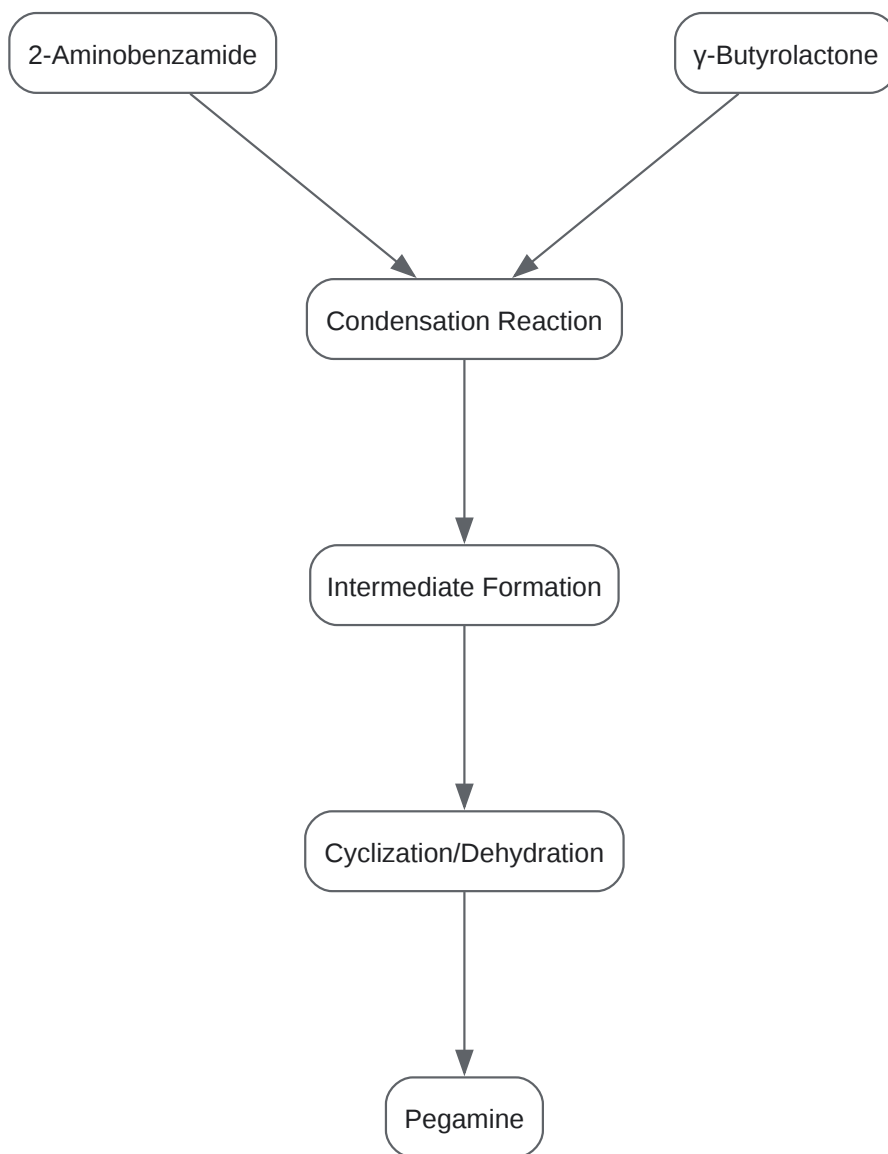 2-Aminobenzamide
γ-Butyrolactone
Condensation Reaction
Intermediate Formation
Cyclization/Dehydration
Pegamine